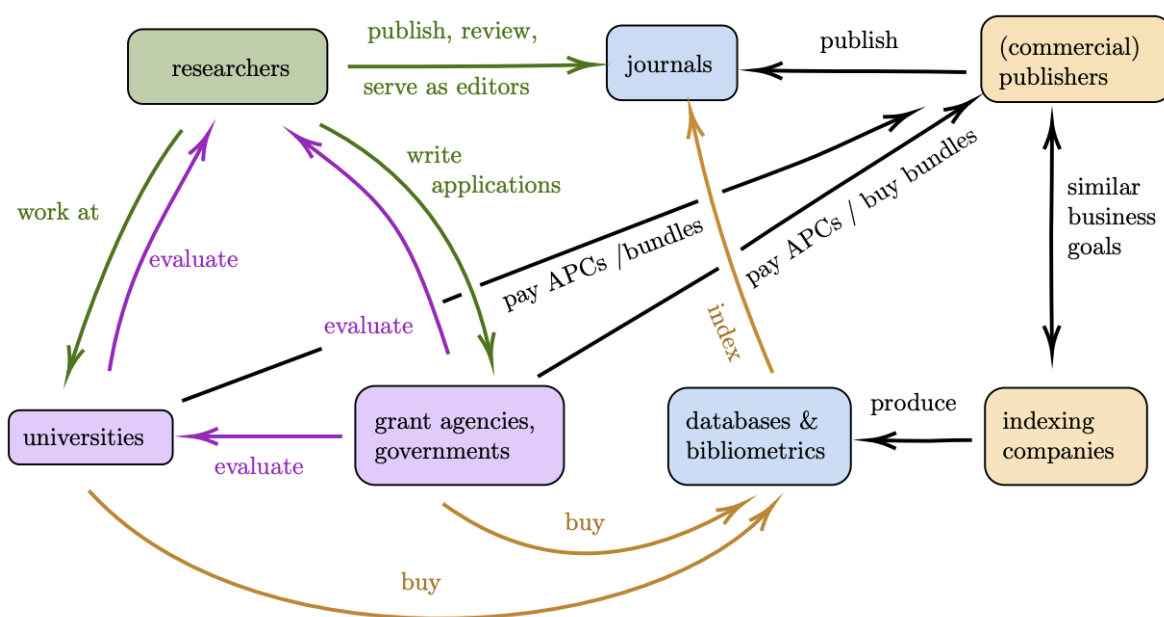 publish, review,
researchers
serve as editors
journals
publish
(commercial)
publishers
write
applications
work at
evaluate
pay APCs /bundles
pay APCs / buy bundles
similar
business
goals
evaluate
index
universities
evaluate
grant agencies,
governments
databases &
bibliometrics
produce
indexing
companies
buy
buy